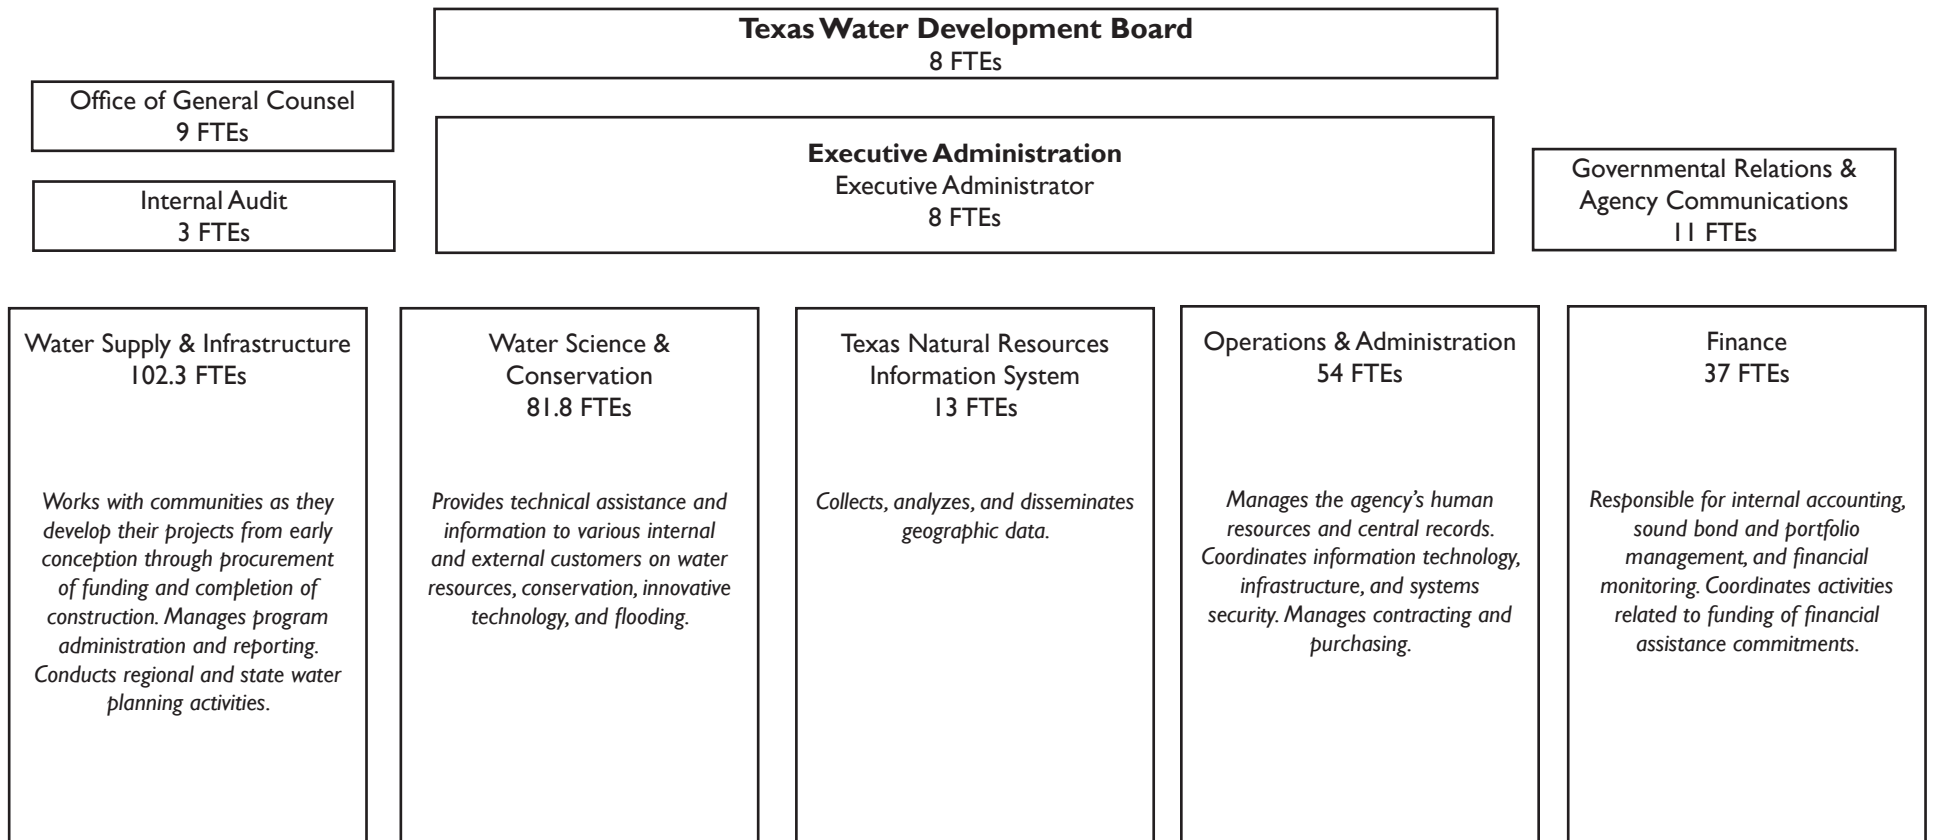 Texas Water Development Board
8 FTEs
Office of General Counsel
9 FTEs
Executive Administration
Executive Administrator
8 FTEs
Internal Audit
3 FTEs
Governmental Relations &
Agency Communications
11 FTEs
Water Supply & Infrastructure
102.3 FTEs
Works with communities as they
develop their projects from early
conception through procurement
of funding and completion of
construction. Manages program
administration and reporting.
Conducts regional and state water
planning activities.
Water Science &
Conservation
81.8 FTEs
Provides technical assistance and
information to various internal
and external customers on water
resources, conservation, innovative
technology, and flooding.
Texas Natural Resources
Information System
13 FTEs
Collects, analyzes, and disseminates
geographic data.
Operations & Administration
54 FTEs
Manages the agency’s human
resources and central records.
Coordinates information technology,
infrastructure, and systems
security. Manages contracting and
purchasing.
Finance
37 FTEs
Responsible for internal accounting,
sound bond and portfolio
management, and financial
monitoring. Coordinates activities
related to funding of financial
assistance commitments.